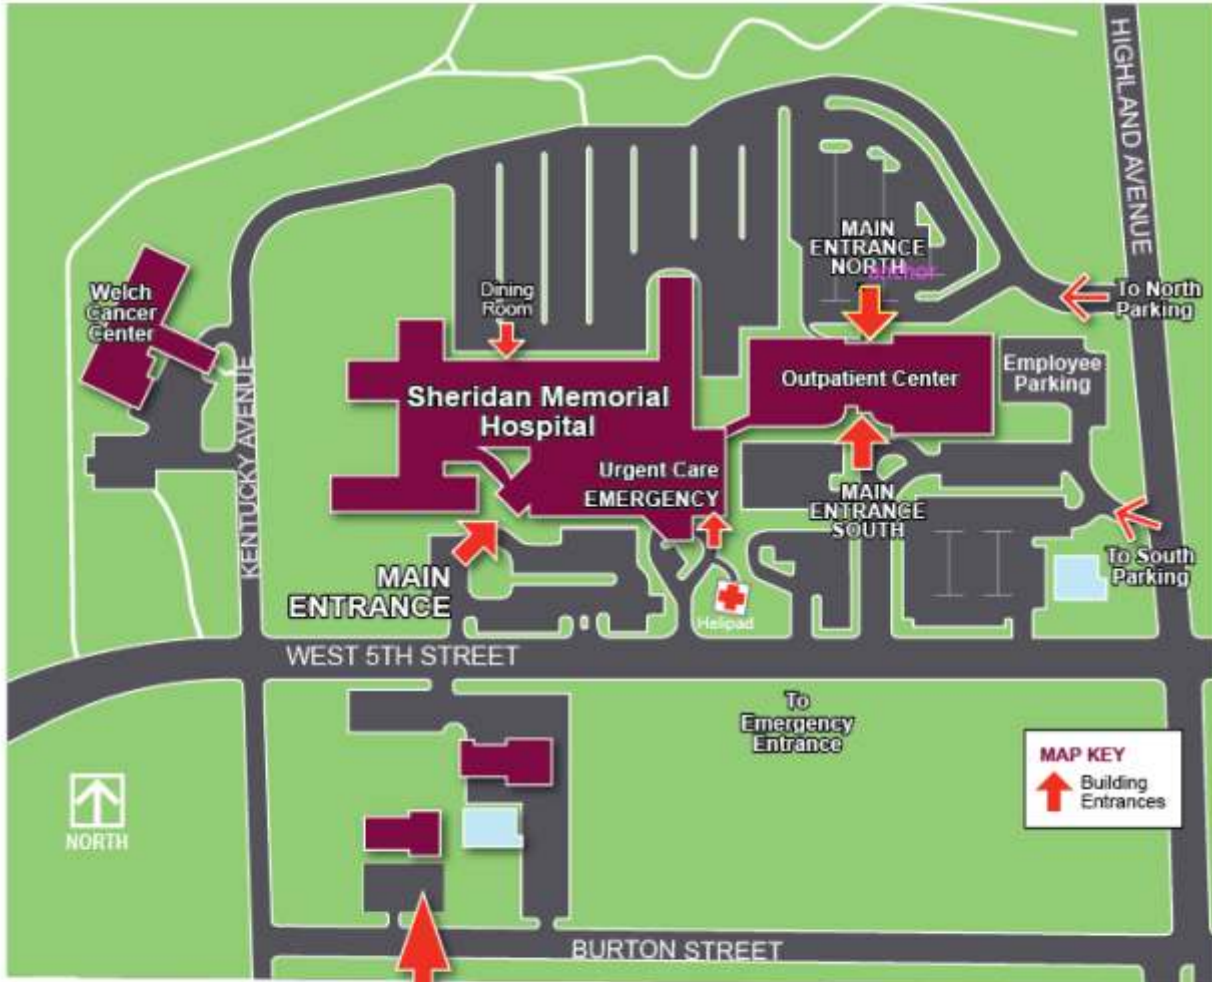 HIGHLAND AVENUE
MAIN
ENTRANCE
NORTH
anchor
To North
Parking
Welch
Cancer
Center
Dining
Room
Employee
Parking
Outpatient Center
Sheridan Memorial
Hospital
KENTUCKY AVENUE
Urgent Care
EMERGENCY
MAIN
ENTRANCE
SOUTH
To South
Parking
MAIN
ENTRANCE
Helipad
WEST 5TH STREET
To
Emergency
Entrance
MAP KEY
Building
Entrances
NORTH
BURTON STREET